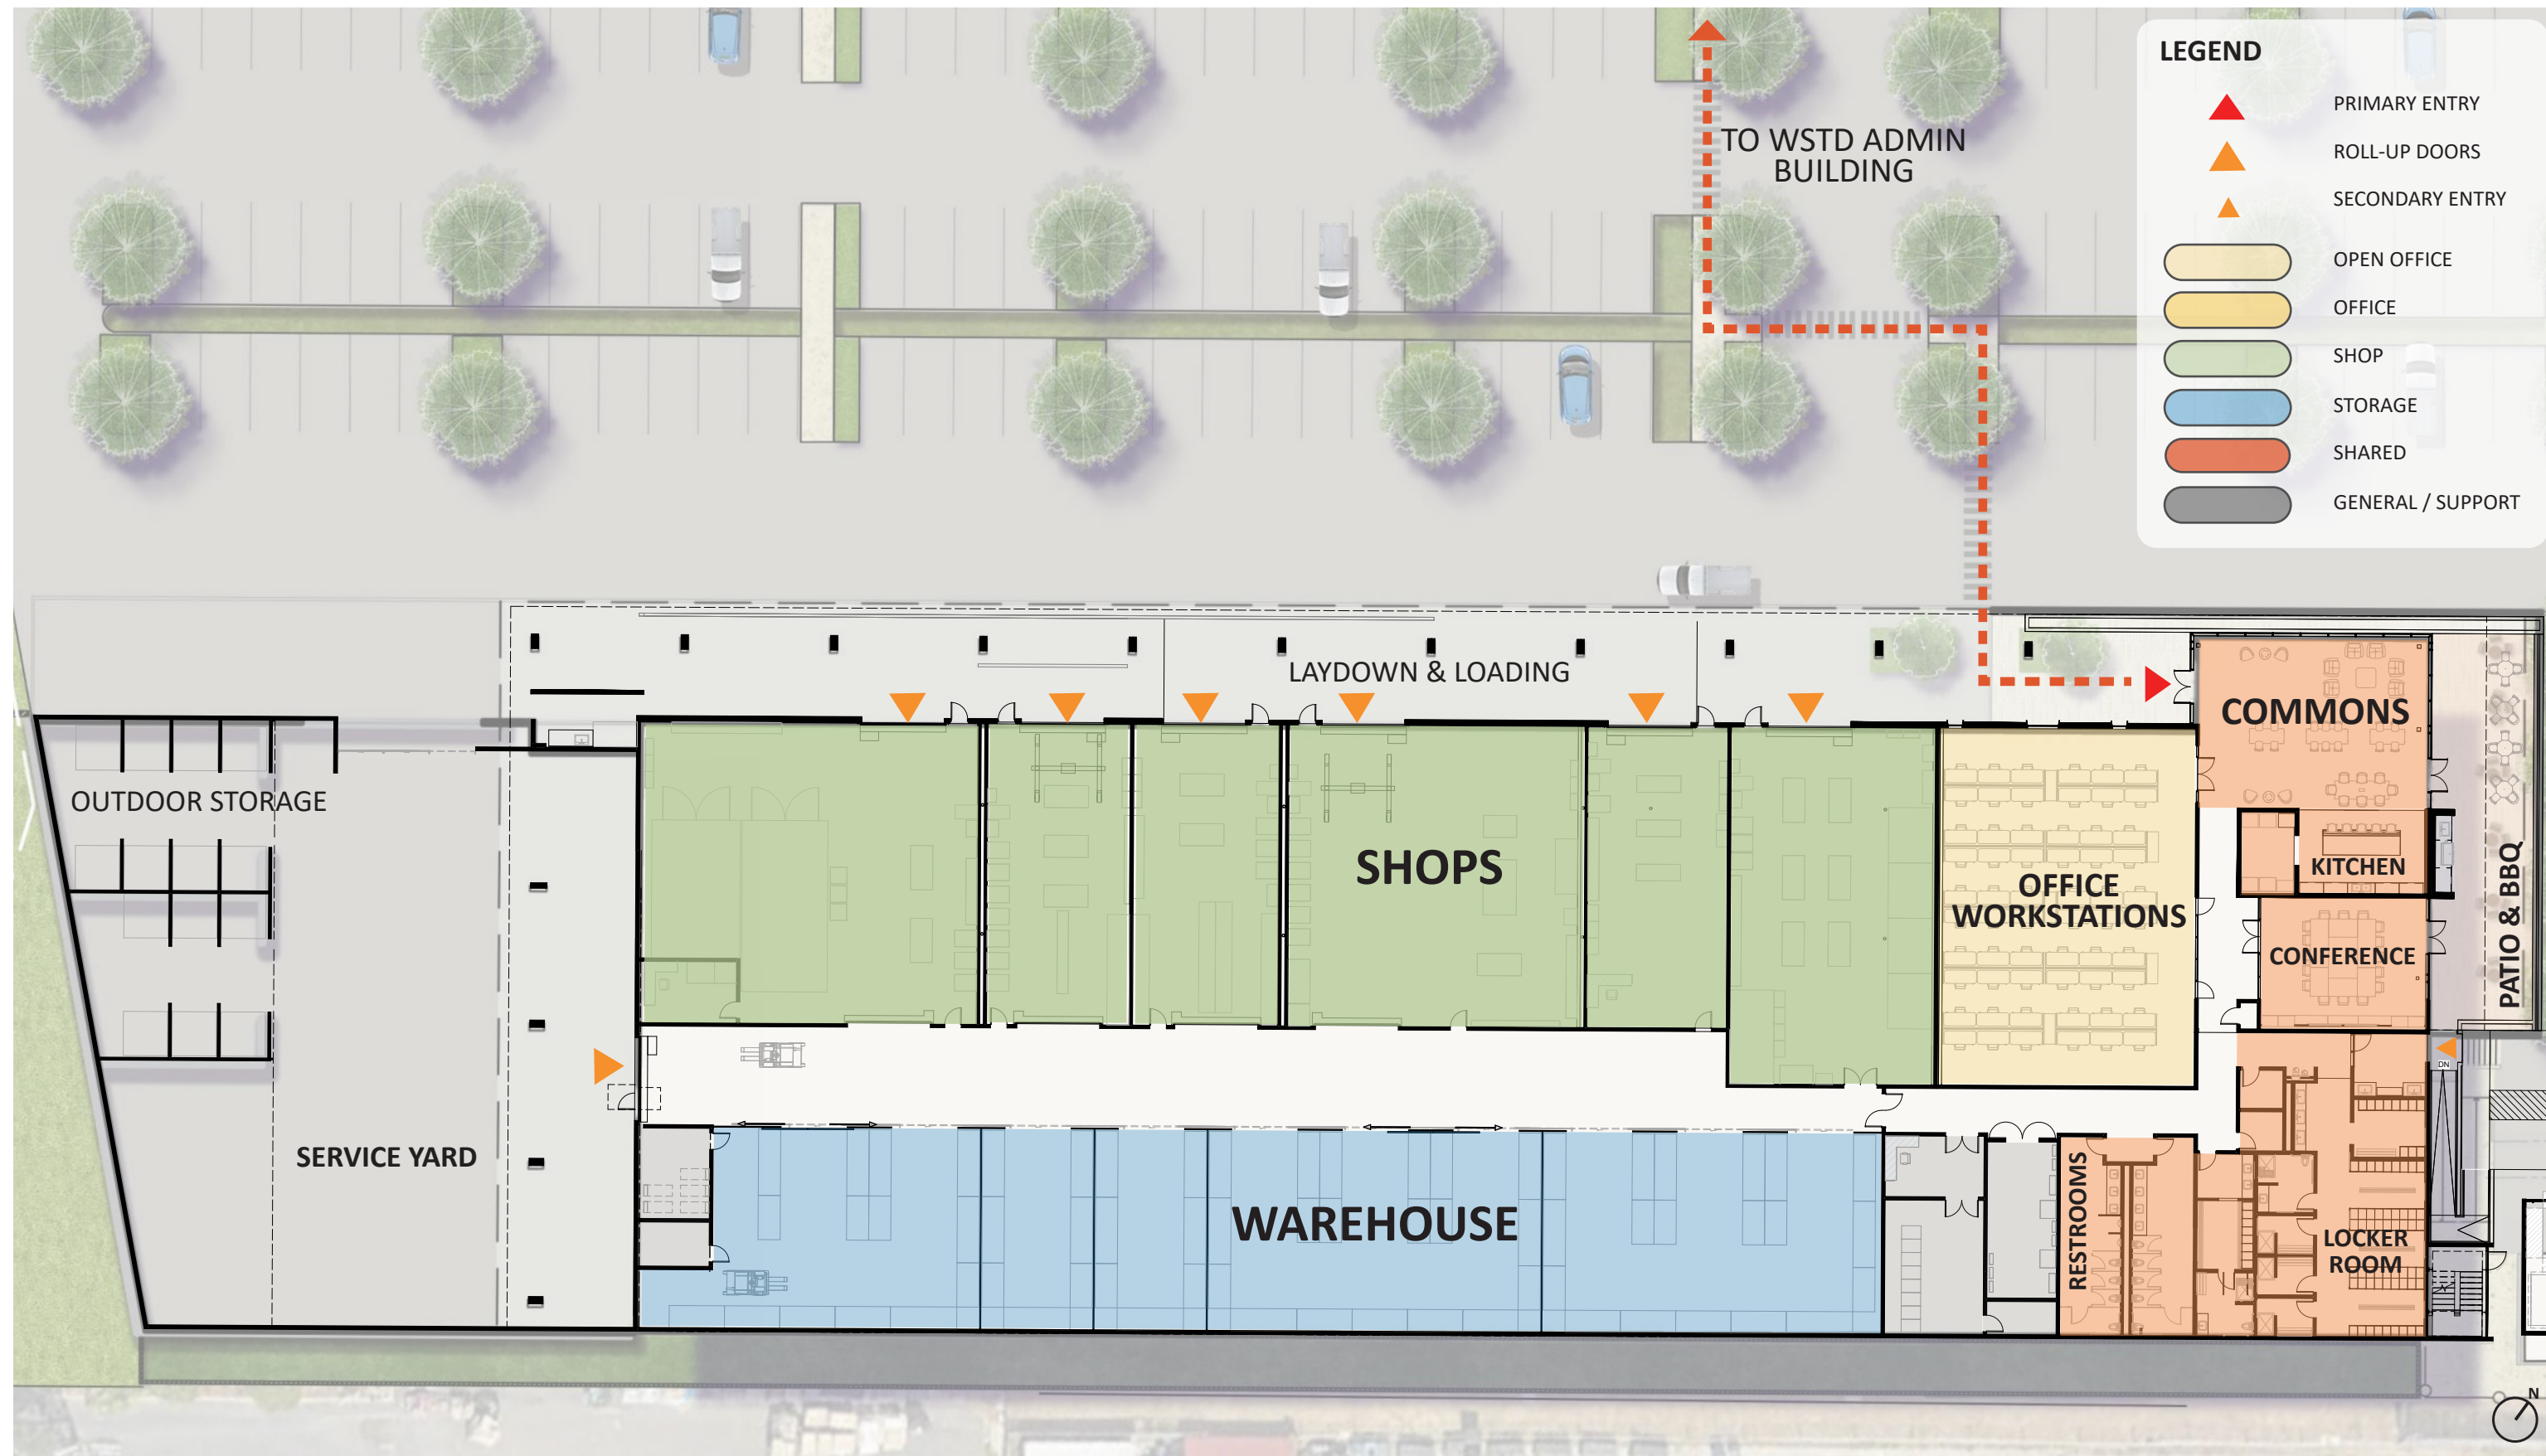 LEGEND
PRIMARY ENTRY
ROLL-UP DOORS
SECONDARY ENTRY
OPEN OFFICE
OFFICE
SHOP
STORAGE
SHARED
GENERAL / SUPPORT
TO WSTD ADMIN
BUILDING
LAYDOWN & LOADING
COMMONS
OUTDOOR STORAGE
SHOPS
KITCHEN
OFFICE
WORKSTATIONS
PATIO & BBQ
CONFERENCE
DN
SERVICE YARD
WAREHOUSE
RESTROOMS
LOCKER
ROOM
N